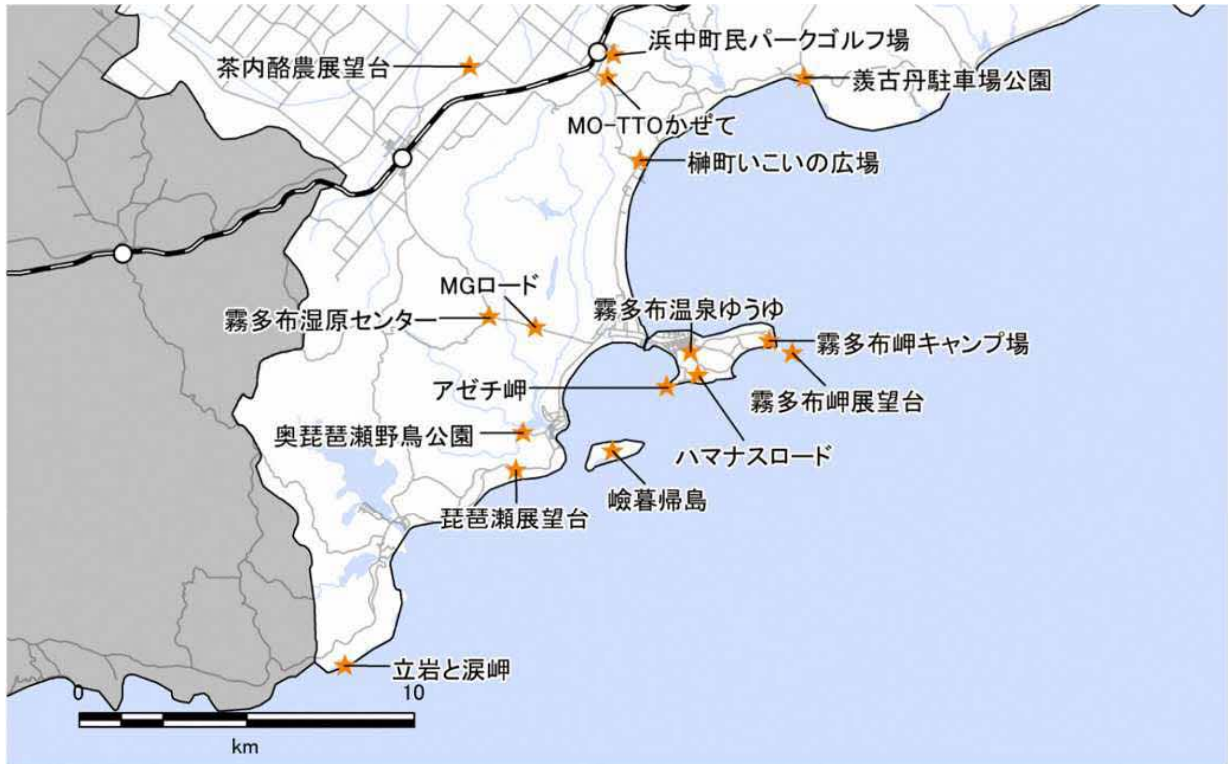 浜中町民パークゴルフ場
茶内酪農展望台
羨古丹駐車場公園
MO-TTOかぜて
榊町いこいの広場
MGロード
霧多布温泉ゆうゆ
霧多布湿原センター
霧多布岬キャンプ場
アゼチ岬
霧多布岬展望台
奥琵琶瀬野鳥公園
ハマナスロード
嶮暮帰島
琵琶瀬展望台
立岩と涙岬
0 10
km